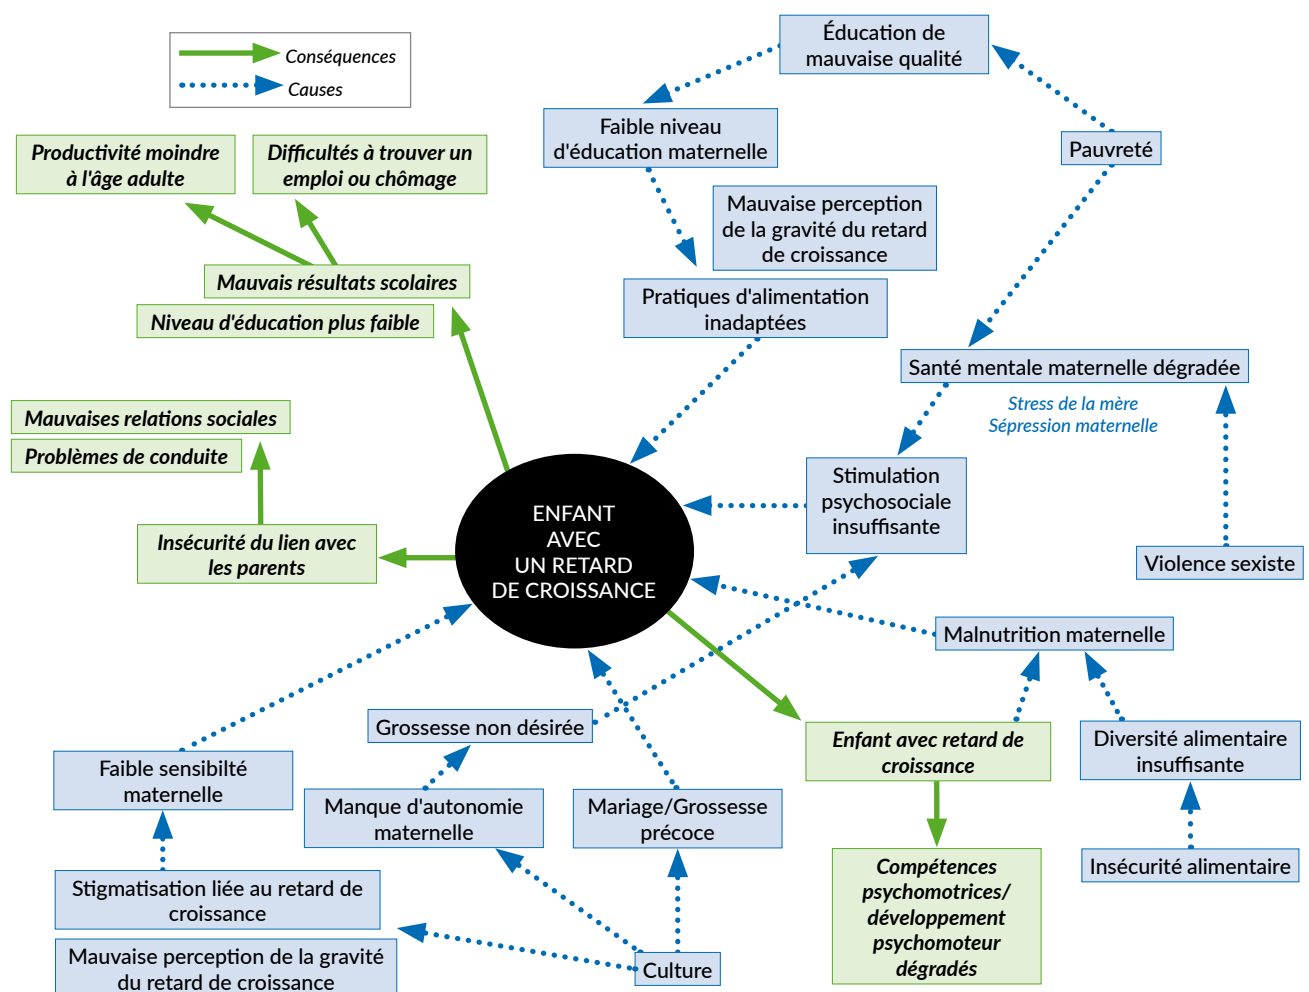 Conséquences
Causes
Éducation de
mauvaise qualité
Faible niveau
d'éducation maternelle
Pauvreté
Productivité moindre
à l'âge adulte
Difficultés à trouver un
emploi ou chômage
Mauvaise perception
de la gravité du retard
de croissance
Mauvais résultats scolaires
Niveau d'éducation plus faible
Pratiques d'alimentation
inadaptées
Santé mentale maternelle dégradée
Stress de la mère
Sépression maternelle
Mauvaises relations sociales
Problèmes de conduite
Stimulation
psychosociale
insuffisante
ENFANT
AVEC
UN RETARD
DE CROISSANCE
Insécurité du lien avec
les parents
Violence sexiste
Malnutrition maternelle
Grossesse non désirée
Enfant avec retard de
croissance
Diversité alimentaire
insuffisante
Faible sensibilté
maternelle
Manque d'autonomie
maternelle
Mariage/Grossesse
précoce
Insécurité alimentaire
Compétences
psychomotrices/
développement
psychomoteur
dégradés
Stigmatisation liée au retard de
croissance
Mauvaise perception de la gravité
du retard de croissance
Culture